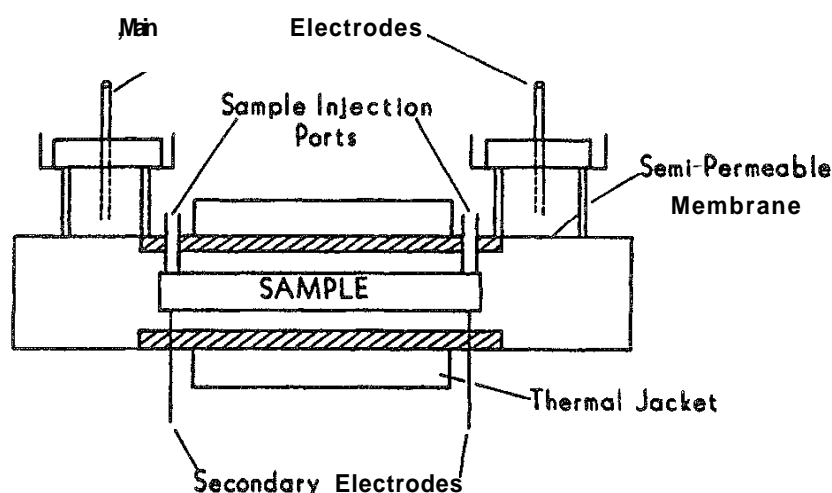 Main Electrodes
Sample Injection
Ports
Semi-Permeable
Membrane
SAMPLE
Thermal Jacket
Secondary Electrodes